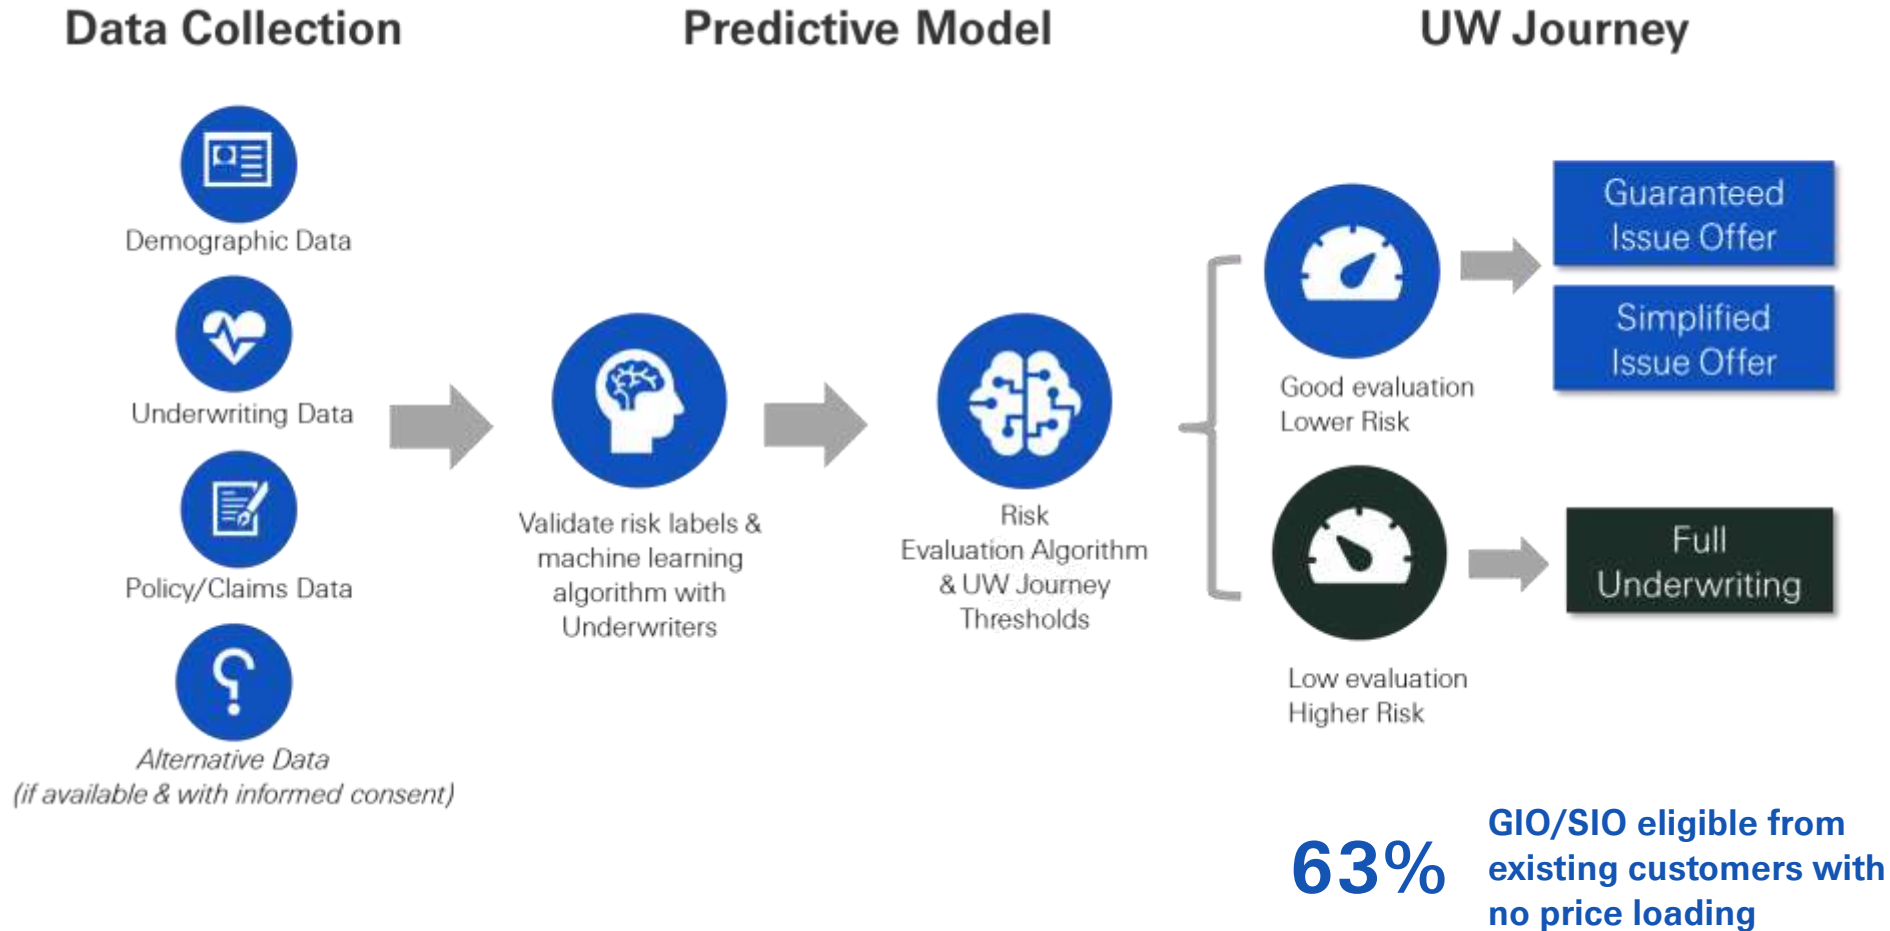 Data Collection
Predictive Model
UW Journey
Demographic Data
Underwriting Data
Policy/Claims Data
Alternative Data
(if available & with informed consent)
Validate risk labels &
machine learning
algorithm with
Underwriters
Risk
Evaluation Algorithm
& UW Journey
Thresholds
Good evaluation
Lower Risk
Guaranteed
Issue Offer
Simplified
Issue Offer
Low evaluation
Higher Risk
Full
Underwriting
63%
GIO/SIO eligible from
existing customers with
no price loading